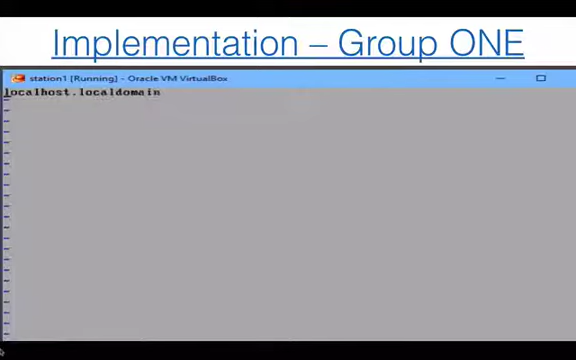 Implementation – Group ONE
station1 [Running] - Oracle VM VirtualBox
localhost.localdomain